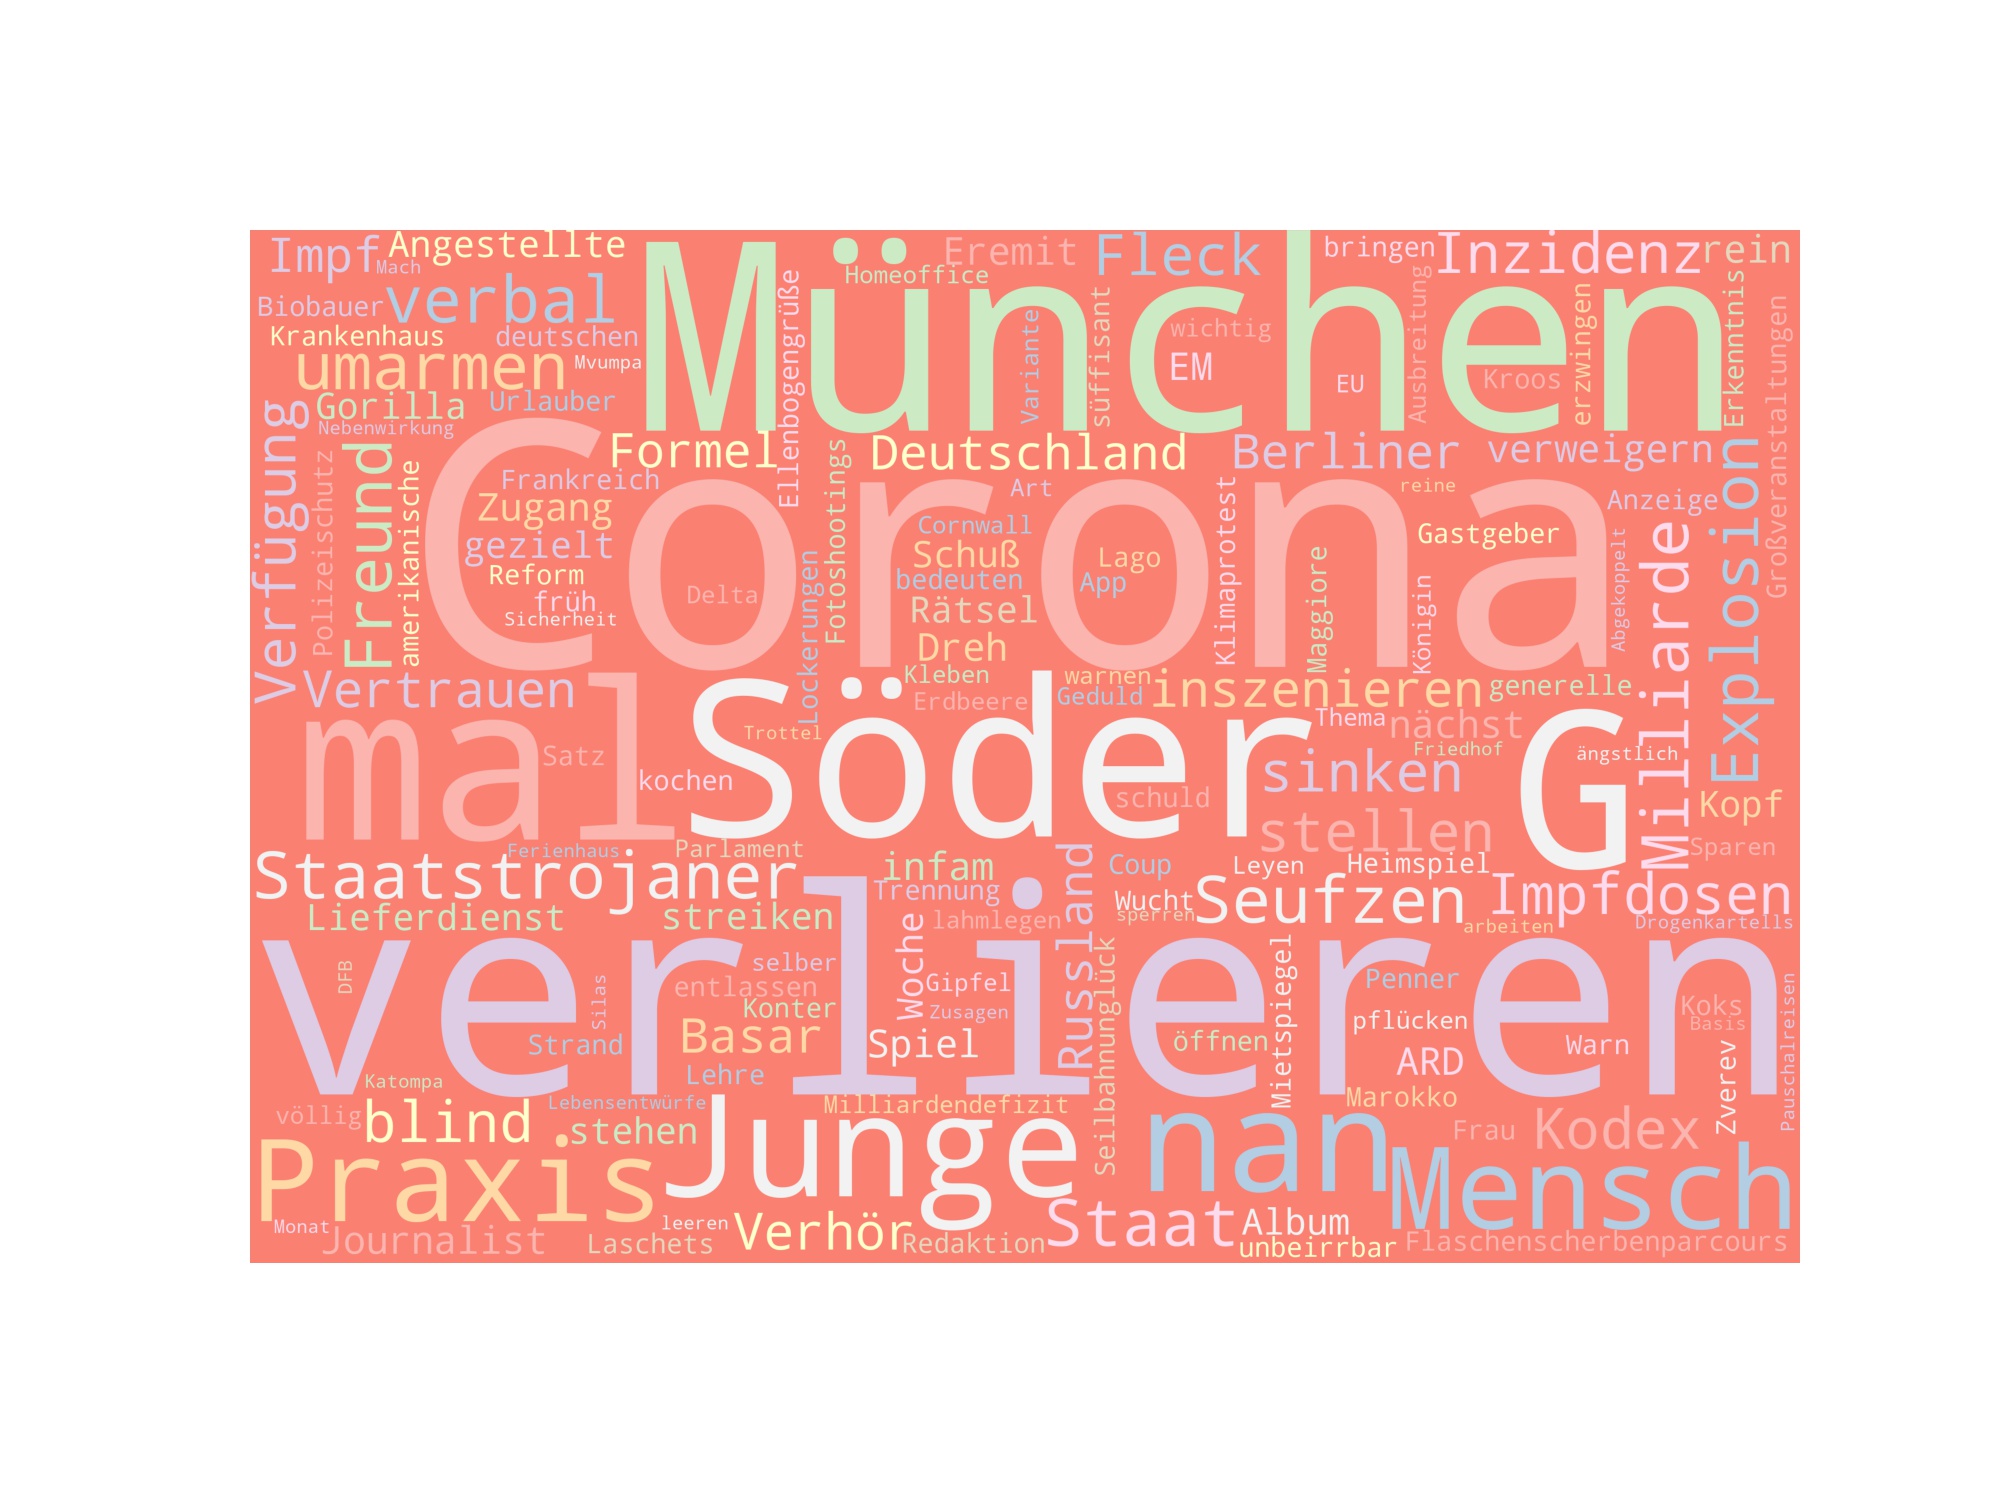 Impf
Mach
Angestellte
München
Homeoffice
Eremit
Fleck
bringen
Inzidenz
rein
Biobauer
verbal
Krankenhaus
deutschen
umarmen
Mvumpa
Gorilla
Urlauber
Nebenwirkung
Ellenbogengrüße
Variante
süffisant
wichtig
EM
EU
Ausbreitung
Kroos
erzwingen
Erkenntnis
Großveranstaltungen
Verfügung
Polizeischutz
Freund
amerikanische
Formel
Deutschland
Berliner
verweigern
Explosion
Frankreich
Zugang
gezielt
Reform
früh
Sicherheit
Corona
Delta
Lockerungen
Fotoshootings
Art
Cornwall
Schuß
Lago
bedeuten
App
Rätsel
Dreh
Kleben
Klimaprotest
Maggiore
Königin
reine
Anzeige
Gastgeber
Abgekoppelt
Milliarde
Vertrauen
warnen
Erdbeere
Geduld
inszenieren
generelle
mal
Satz
Trottel
kochen
Söder
Thema
nächst
Friedhof
ängstlich
G
sinken
schuld
stellen
Kopf
Sparen
Ferienhaus
Parlament
Staatstrojaner
infam
Russland
Coup
Leyen
Heimspiel
Trennung
Wucht
Seufzen
Impfdosen
Lieferdienst
streiken
Woche
lahmlegen
sperren
arbeiten
Drogenkartells
verlieren
DFB
Silas
selber
entlassen
Konter
Gipfel
Zusagen
Seilbahnunglück
Mietspiegel
Penner
Koks
Basis
Pauschalreisen
Strand
Basar
Spiel
öffnen
pflücken
ARD
Warn
Zverev
Katompa
Lehre
Marokko
völlig
blind
Lebensentwürfe
stehen
Milliardendefizit
Junge
nan
Frau
Kodex
Praxis
Mensch
Monat
Journalist
leeren
Laschets
Verhör
Redaktion
Staat
Album
unbeirrbar
Flaschenscherbenparcours